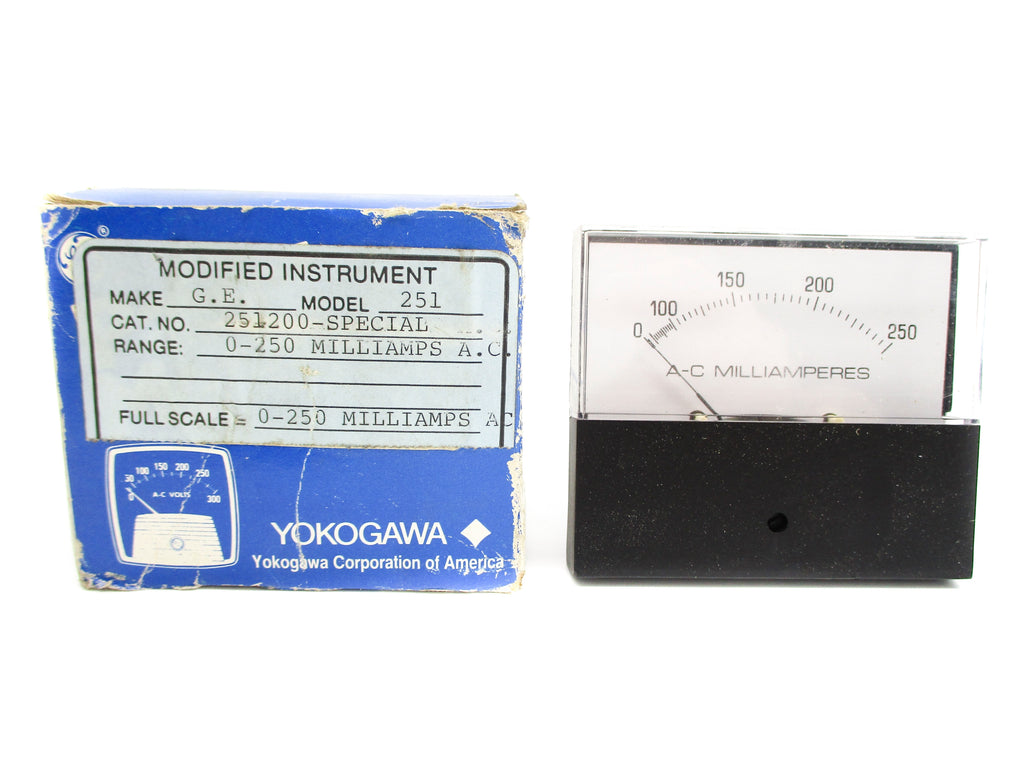 ®
MODIFIED INSTRUMENT
MAKE G.E. MODEL 251
CAT. NO. 251200-SPECIAL
RANGE: 0-250 MILLIAMPS A.C.
FULL SCALE = 0-250 MILLIAMPS AC
0 50 100 150 200 250 300
A-C VOLTS
YOKOGAWA
Yokogawa Corporation of America
0 100 150 200 250
A-C MILLIAMPERES